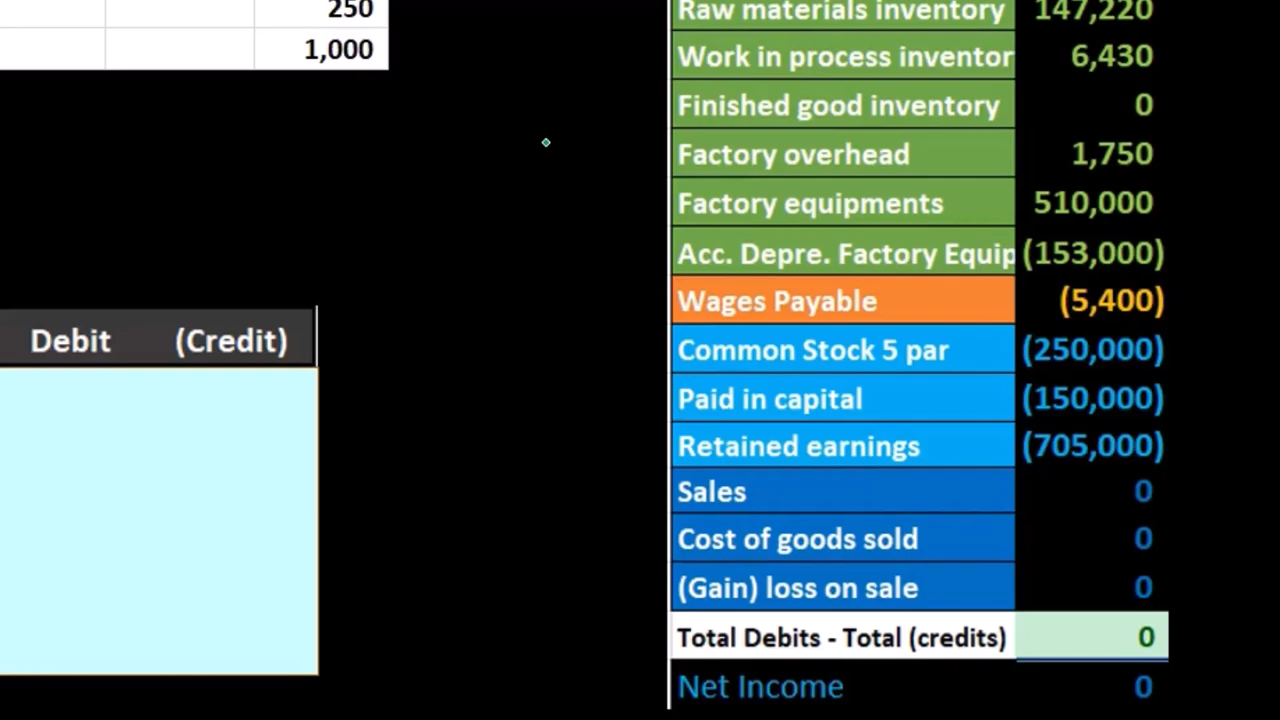 250
1,000
Debit (Credit)
Raw materials inventory 147,220
Work in process inventor 6,430
Finished good inventory 0
Factory overhead 1,750
Factory equipments 510,000
Acc. Depre. Factory Equip (153,000)
Wages Payable (5,400)
Common Stock 5 par (250,000)
Paid in capital (150,000)
Retained earnings (705,000)
Sales 0
Cost of goods sold 0
(Gain) loss on sale 0
Total Debits - Total (credits) 0
Net Income 0